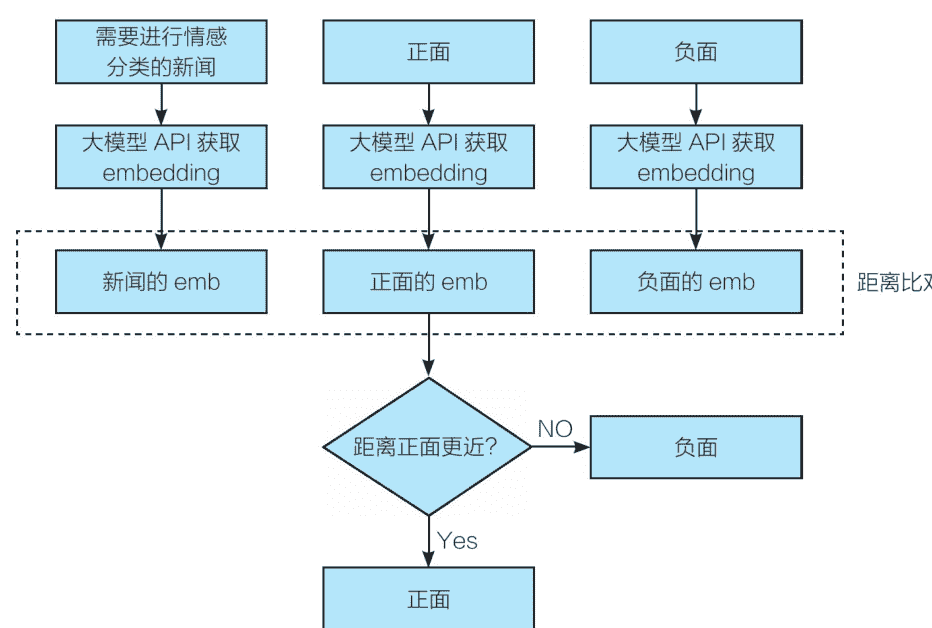 需要进行情感
分类的新闻
正面
负面
大模型 API 获取
embedding
大模型 API 获取
embedding
大模型 API 获取
embedding
新闻的 emb
正面的 emb
负面的 emb
距离比对
距离正面更近?
NO
负面
Yes
正面